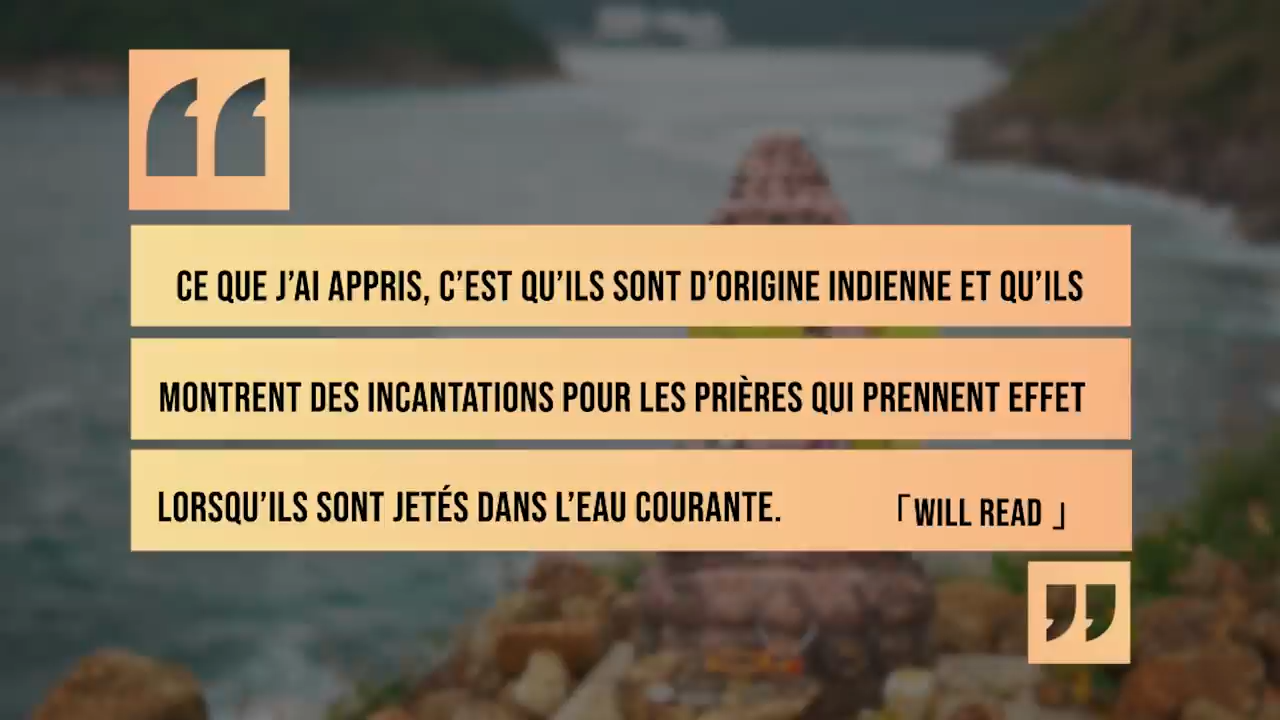 CE QUE J’AI APPRIS, C’EST QU’ILS SONT D’ORIGINE INDIENNE ET QU’ILS
MONTRENT DES INCANTATIONS POUR LES PRIÈRES QUI PRENNENT EFFET
LORSQU’ILS SONT JETÉS DANS L’EAU COURANTE. 「WILL READ 」